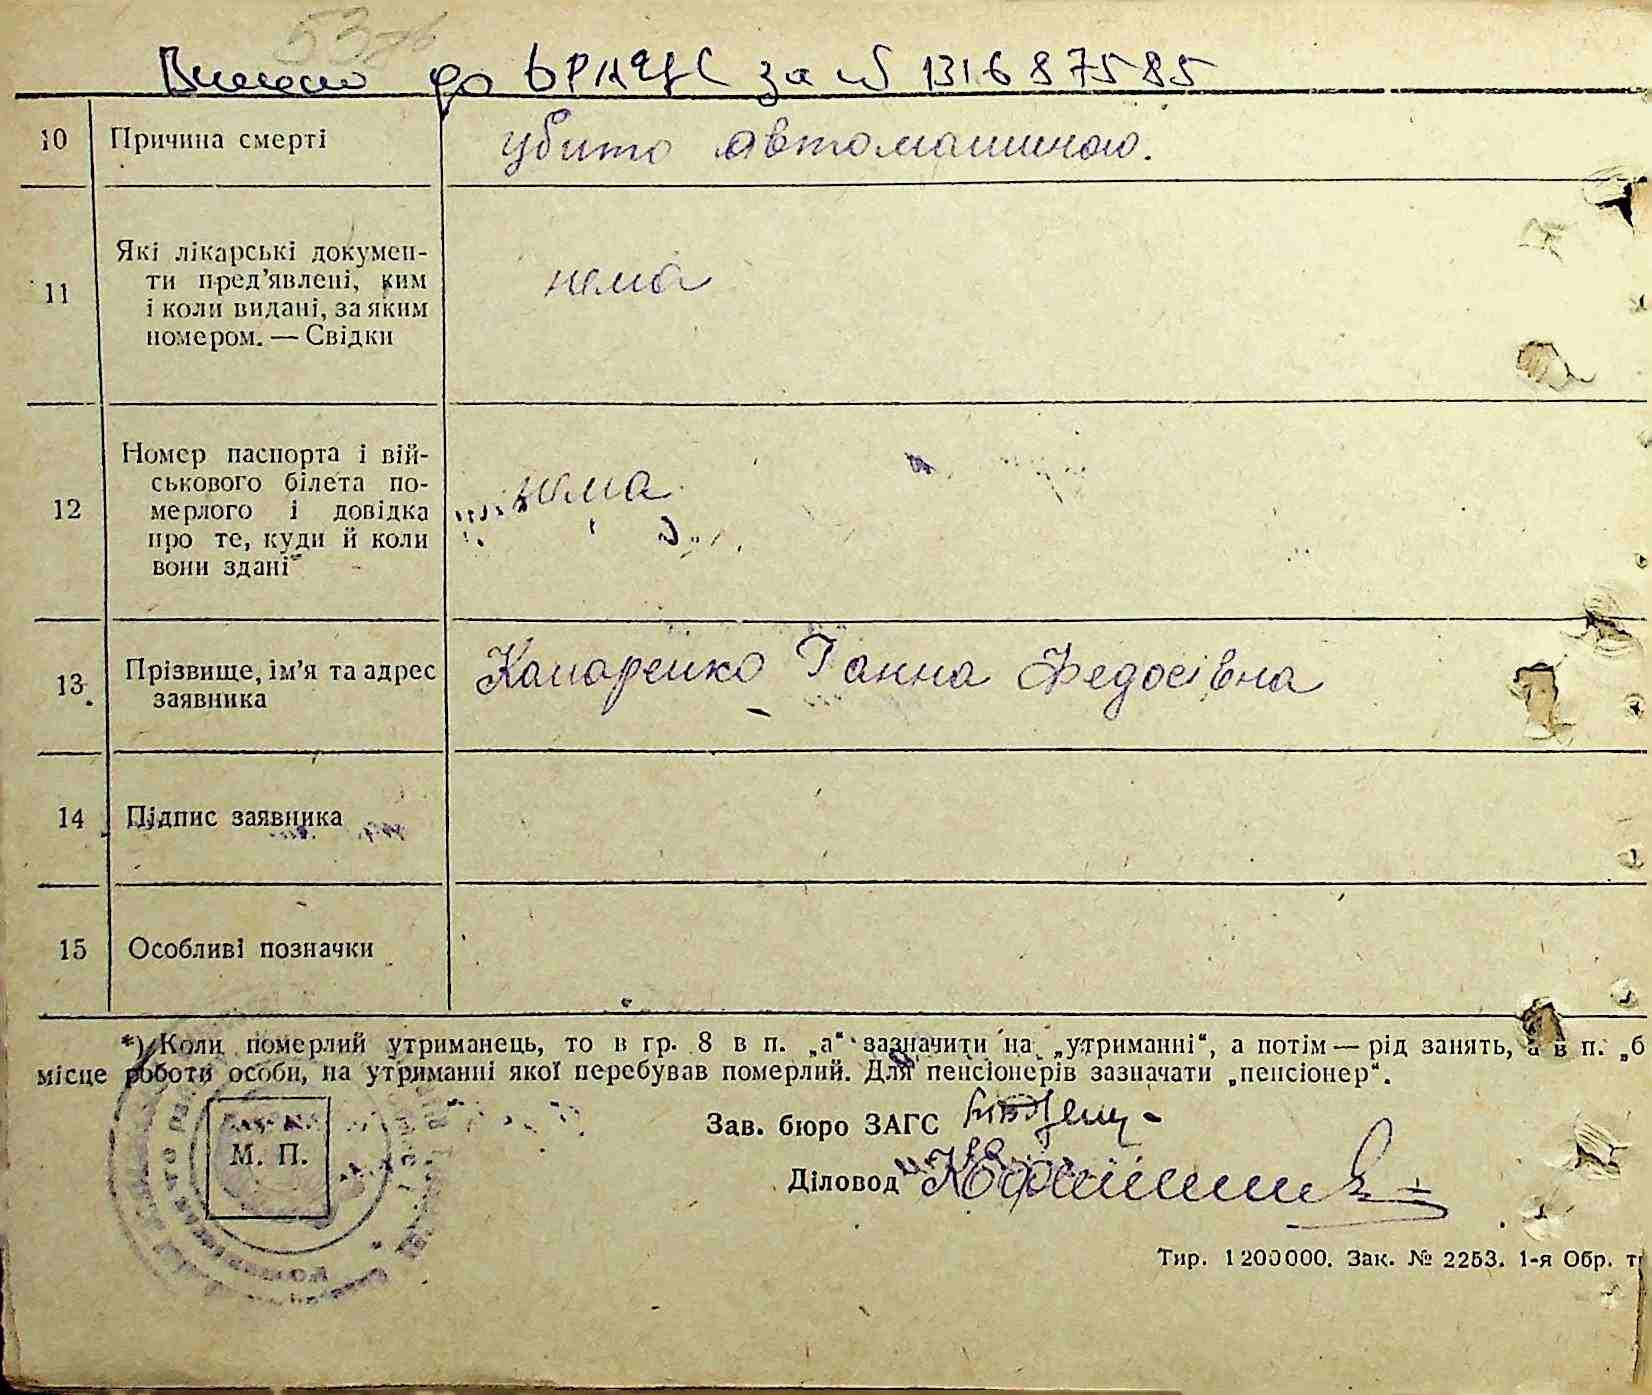 Внесено до ДРАЦС за № 131687585
10 Причина смерті убито автомашиною.
11 Які лікарські докумен-
ти пред'явлені, ким
і коли видані, за яким
номером. — Свідки
нема
12 Номер паспорта і вій-
ськового білета по-
мерлого і довідка
про те, куди й коли
вони здані
нема
13 Прізвище, ім'я та адрес
заявника
Ганна Федосівна
14 Підпис заявника
15 Особливі позначки
*) Коли померлий утриманець, то в гр. 8 в п. „а“ зазначити на „утриманні“, а потім — рід занять, а в п. „б
місце роботи особи, на утриманні якої перебував померлий. Для пенсіонерів зазначати „пенсіонер“.
Зав. бюро ЗАГС
М. П.
Діловод
Тир. 1200000. Зак. № 2253. 1-я Обр. т